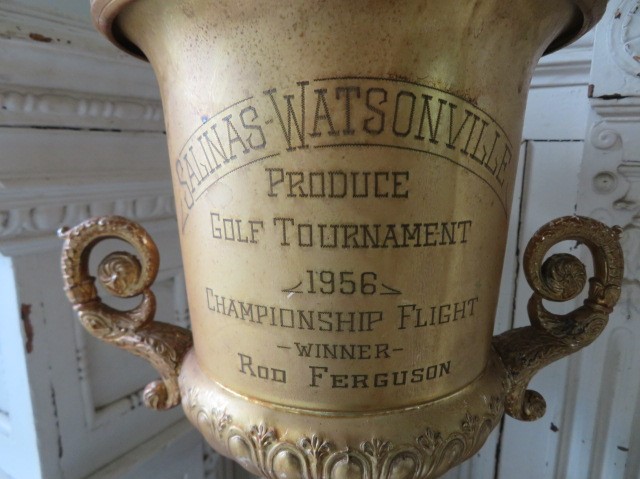 SALINAS-WATSONVILLE
PRODUCE
GOLF TOURNAMENT
1956
CHAMPIONSHIP FLIGHT
-WINNER-
ROD FERGUSON